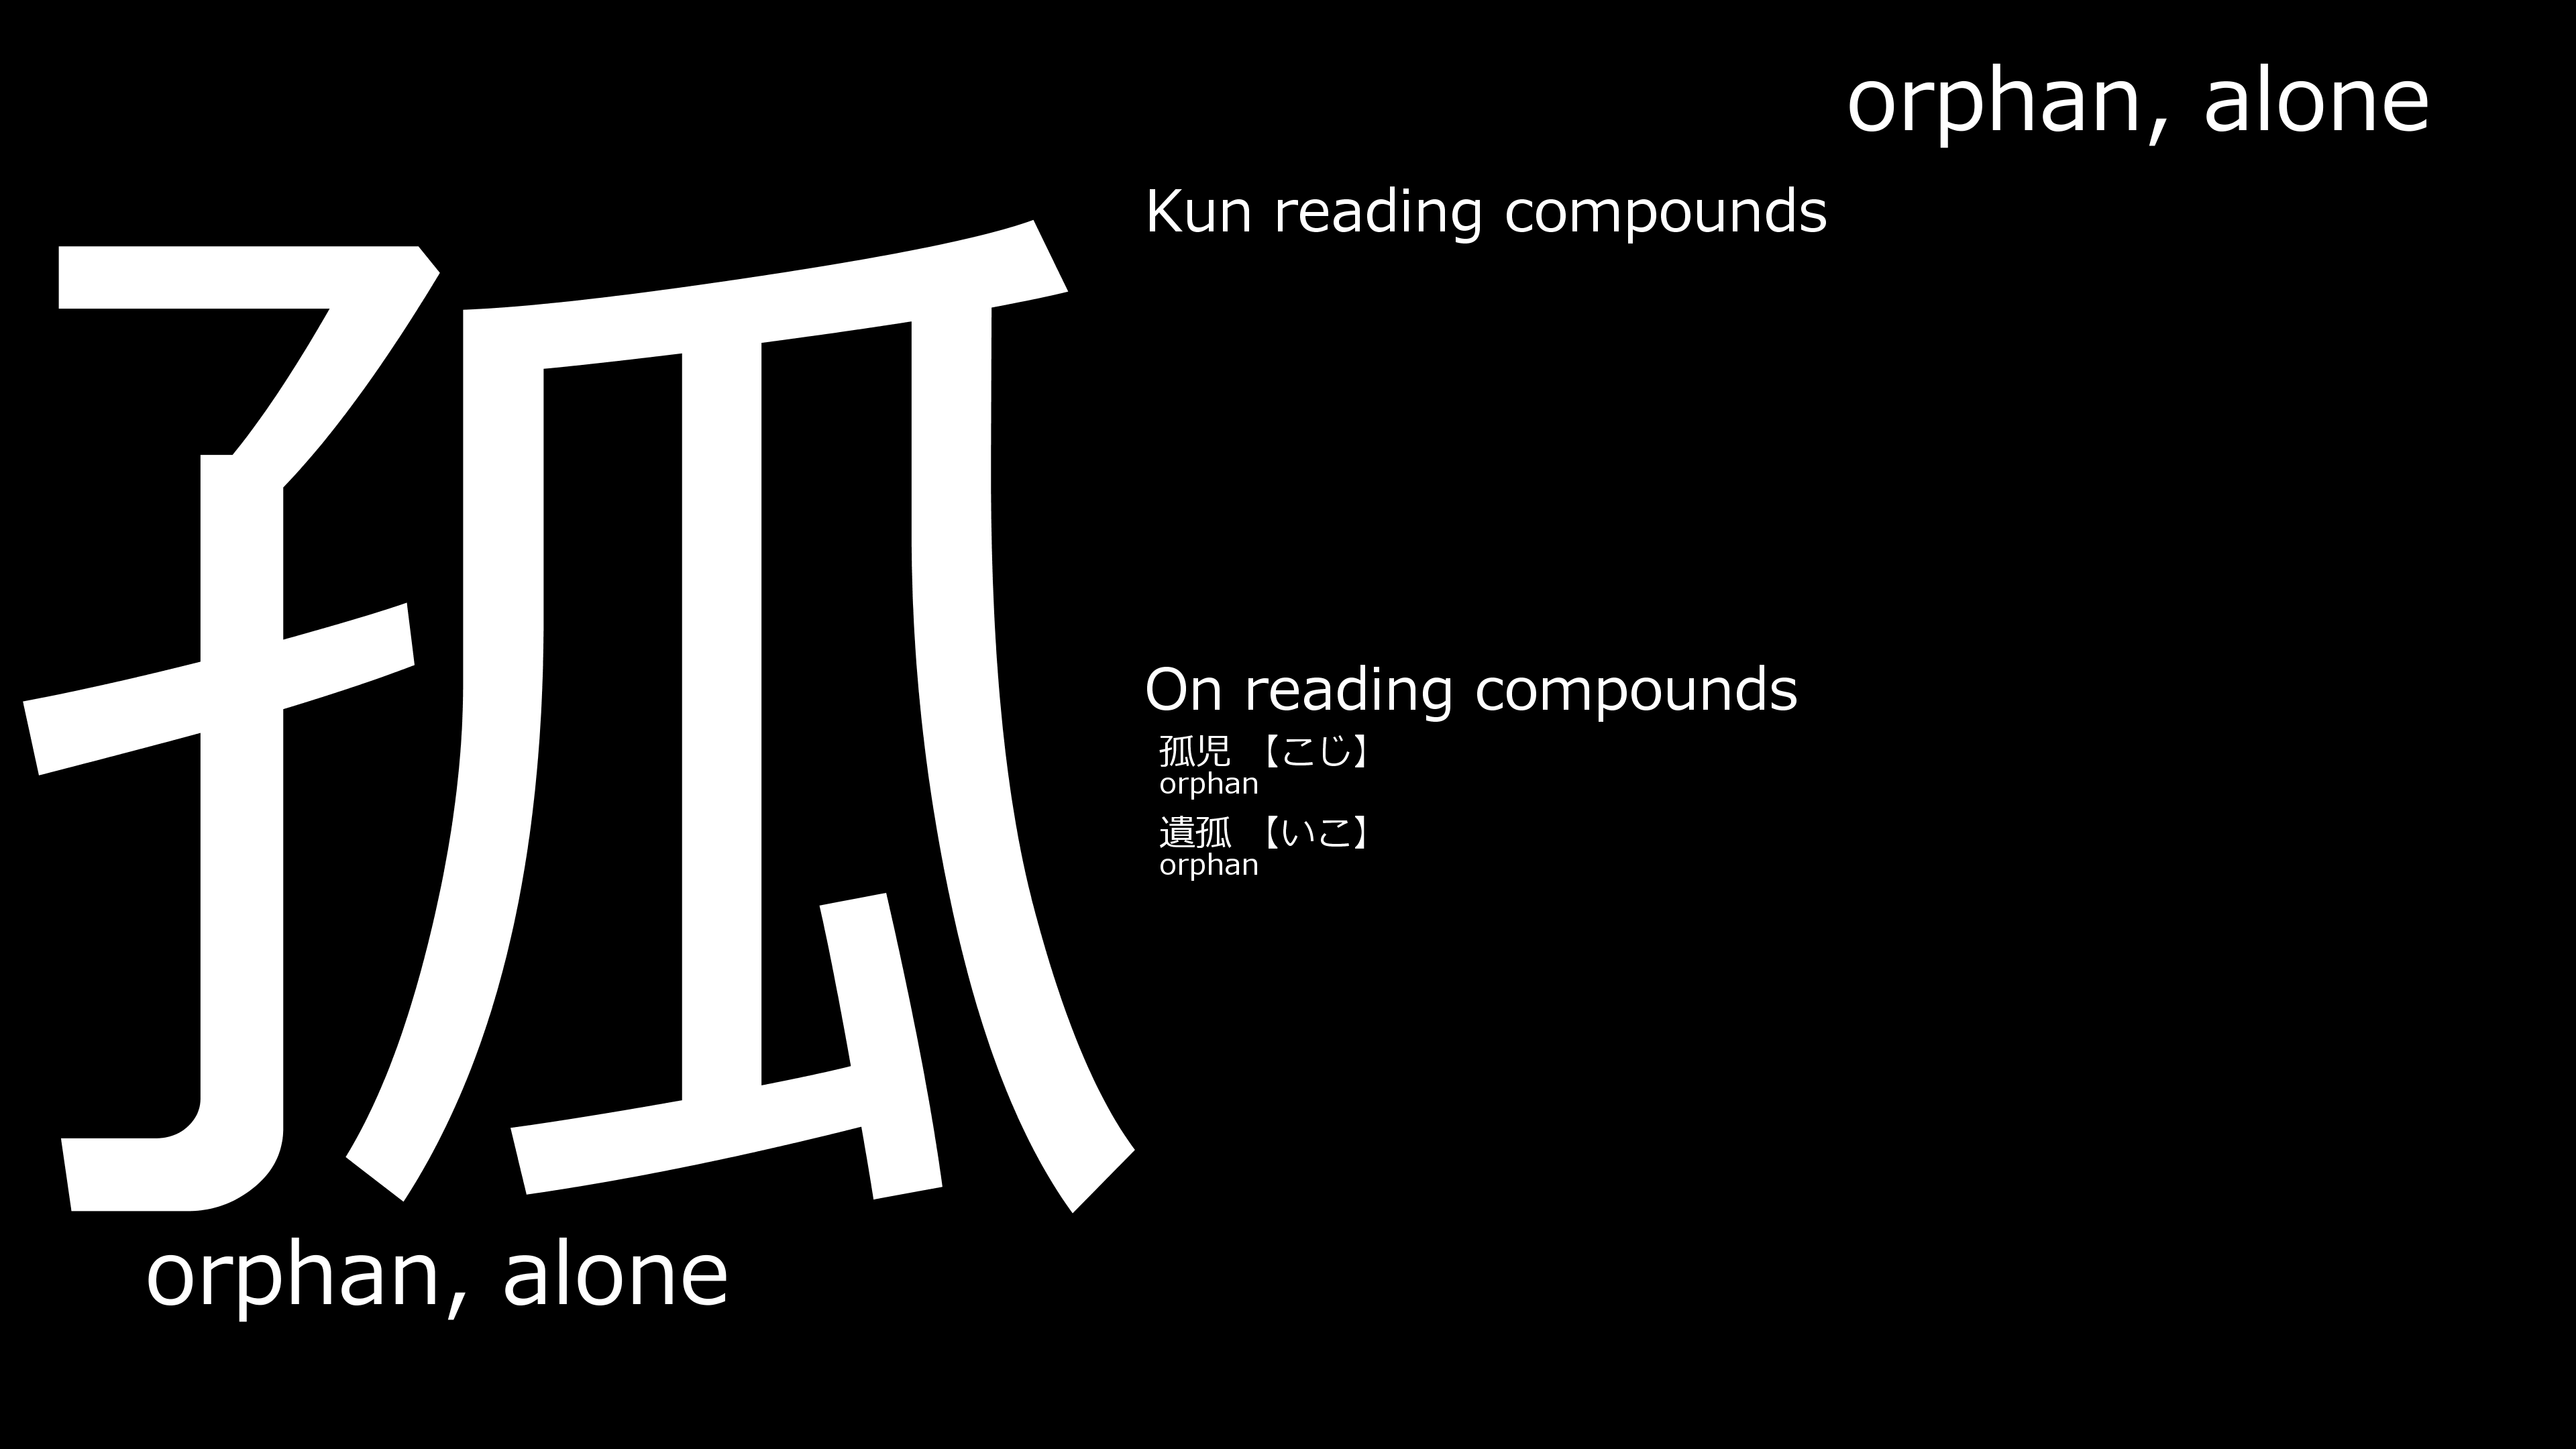 orphan, alone
孤
Kun reading compounds
On reading compounds
孤児 【こじ】
orphan
遺孤 【いこ】
orphan
orphan, alone